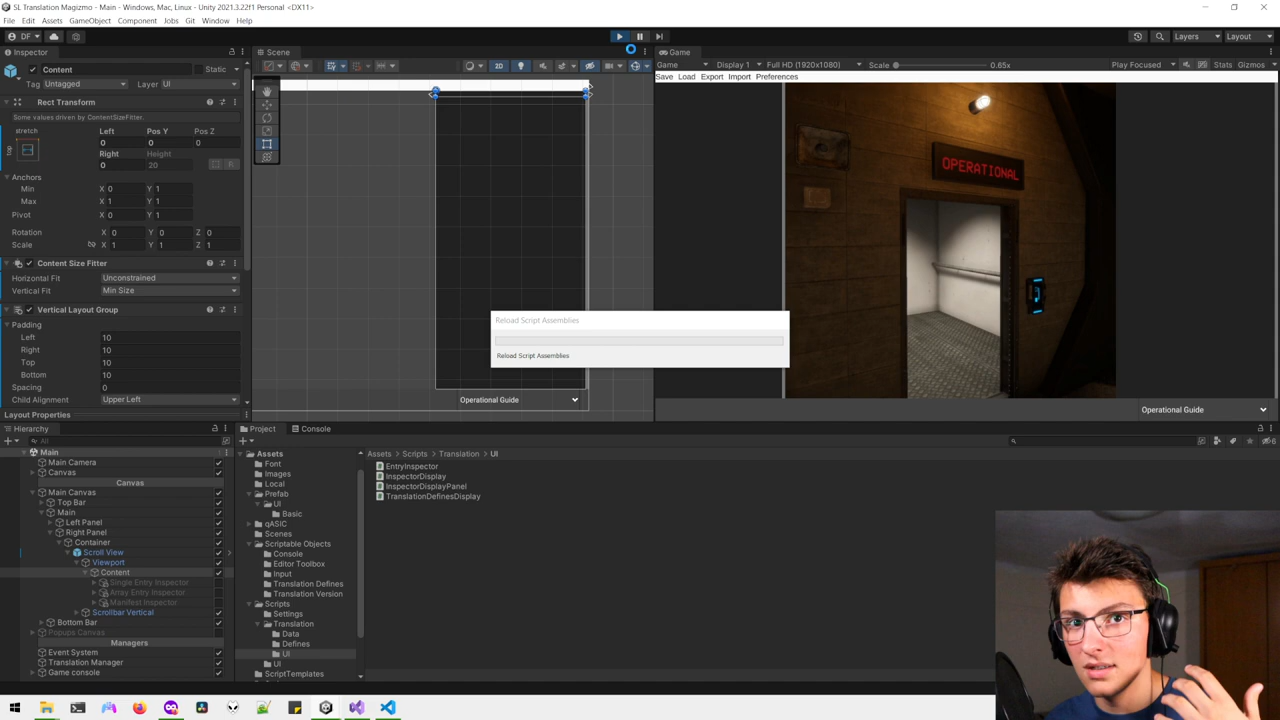 SL Translation Magizmo - Main - Windows, Mac, Linux - Unity 2021.3.22f1 Personal <DX11>
File Edit Assets GameObject Component Jobs Git Window Help
DF
Layers
Layout
Inspector
Content
Static
Tag Untagged
Layer UI
Rect Transform
Some values driven by ContentSizeFitter.
stretch
Left Pos Y Pos Z
0 0 0
Right Height
0 20
R
Anchors
Min X 0 Y 1
Max X 1 Y 1
Pivot X 0 Y 1
Rotation X 0 Y 0 Z 0
Scale X 1 Y 1 Z 1
Content Size Fitter
Horizontal Fit Unconstrained
Vertical Fit Min Size
Vertical Layout Group
Padding
Left 10
Right 10
Top 10
Bottom 10
Spacing 0
Child Alignment Upper Left
Layout Properties
Scene
2D
Operational Guide
Reload Script Assemblies
Reload Script Assemblies
Game
Game Display 1 Full HD (1920x1080) Scale 0.65x Play Focused Stats Gizmos
Save Load Export Import Preferences
OPERATIONAL
Operational Guide
Hierarchy
All
Main
Main Camera
Canvas
Canvas
Main Canvas
Top Bar
Main
Left Panel
Right Panel
Container
Scroll View
Viewport
Content
Single Entry Inspector
Array Entry Inspector
Manifest Inspector
Scrollbar Vertical
Bottom Bar
Popups Canvas
Managers
Event System
Translation Manager
Game console
Project Console
Assets
Font
Images
Local
Prefab
UI
Basic
qASIC
Scenes
Scriptable Objects
Console
Editor Toolbox
Input
Translation Defines
Translation Version
Scripts
Settings
Translation
Data
Defines
UI
UI
ScriptTemplates
Assets > Scripts > Translation > UI
EntryInspector
InspectorDisplay
InspectorDisplayPanel
TranslationDefinesDisplay